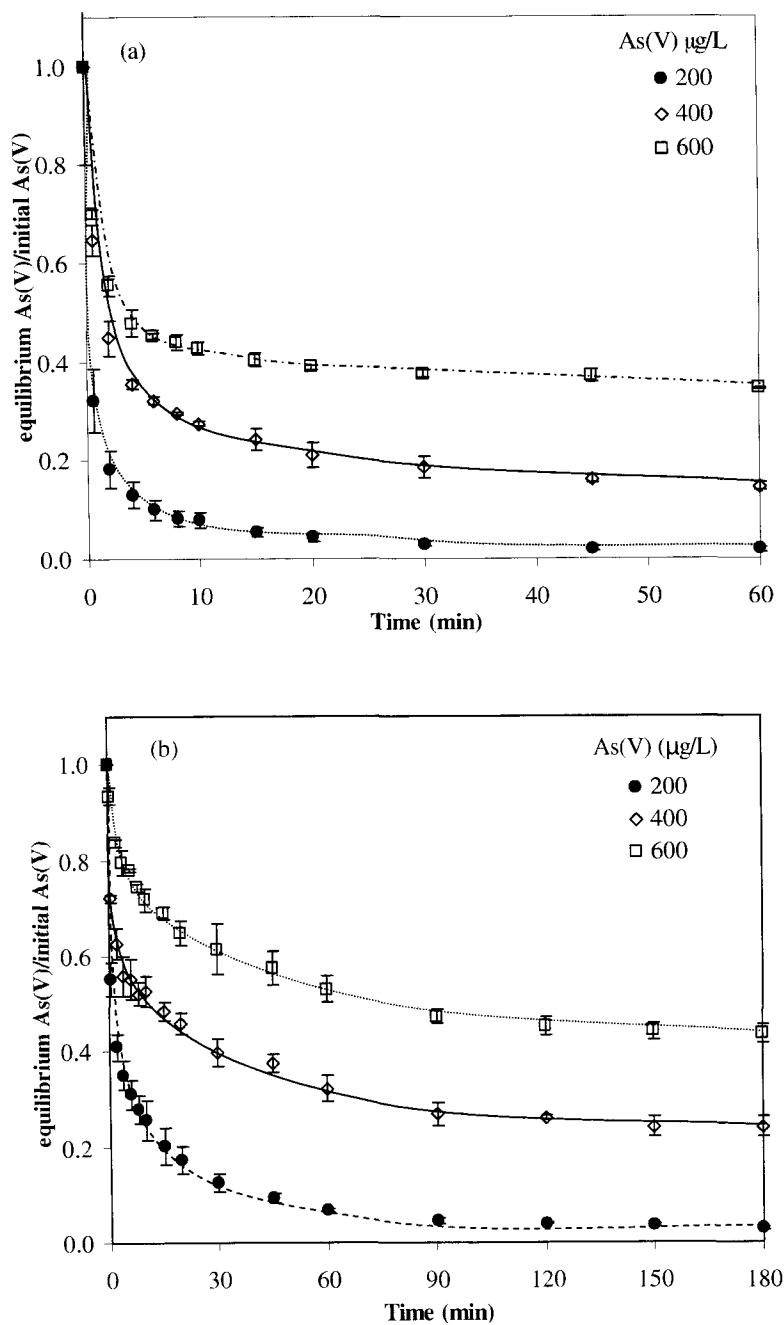 (a)
As(V) µg/L
200
400
600
1.0
0.8
0.6
0.4
0.2
0.0
equilibrium As(V)/initial As(V)
0 10 20 30 40 50 60
Time (min)
(b)
As(V) (µg/L)
200
400
600
1.0
0.8
0.6
0.4
0.2
0.0
equilibrium As(V)/initial As(V)
0 30 60 90 120 150 180
Time (min)